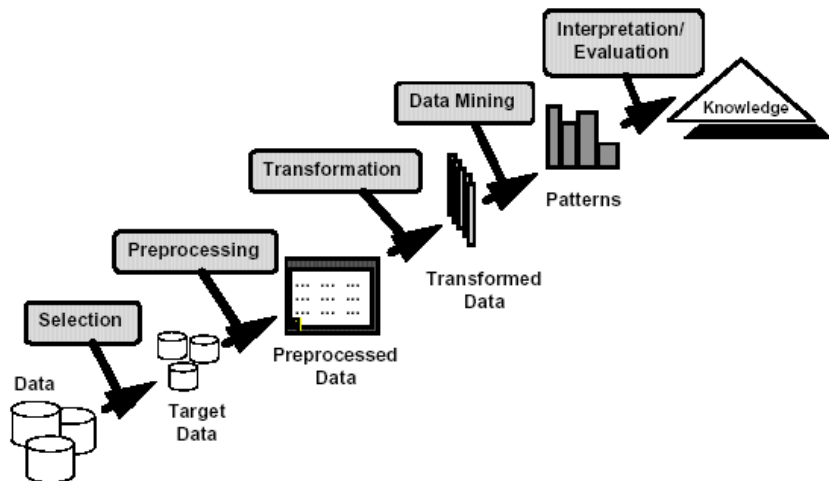 Interpretation/
Evaluation
Data Mining
Knowledge
Transformation
Patterns
Preprocessing
Transformed
Data
Selection
Preprocessed
Data
Data
Target
Data